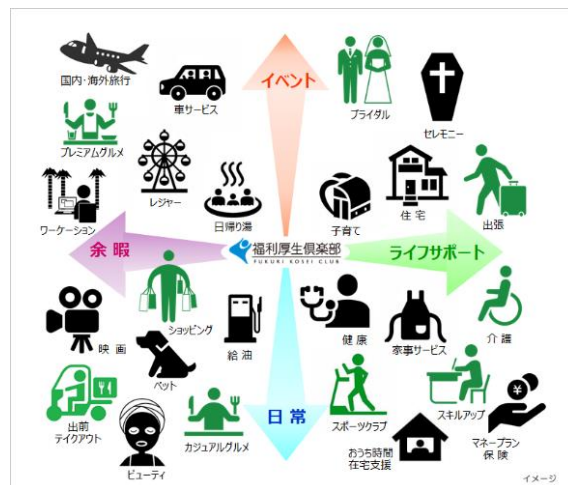 イベント
国内・海外旅行
車サービス
ブライダル
セレモニー
プレミアムグルメ
レジャー
日帰り湯
子育て
住宅
出張
ワーケーション
余暇
福利厚生倶楽部
FUKURI KOSEI CLUB
ライフサポート
映画
ショッピング
ペット
給油
健康
家事サービス
介護
出前
テイクアウト
ビューティ
カジュアルグルメ
日常
スポーツクラブ
おうち時間
在宅支援
スキルアップ
¥
マネープラン
保険
イメージ